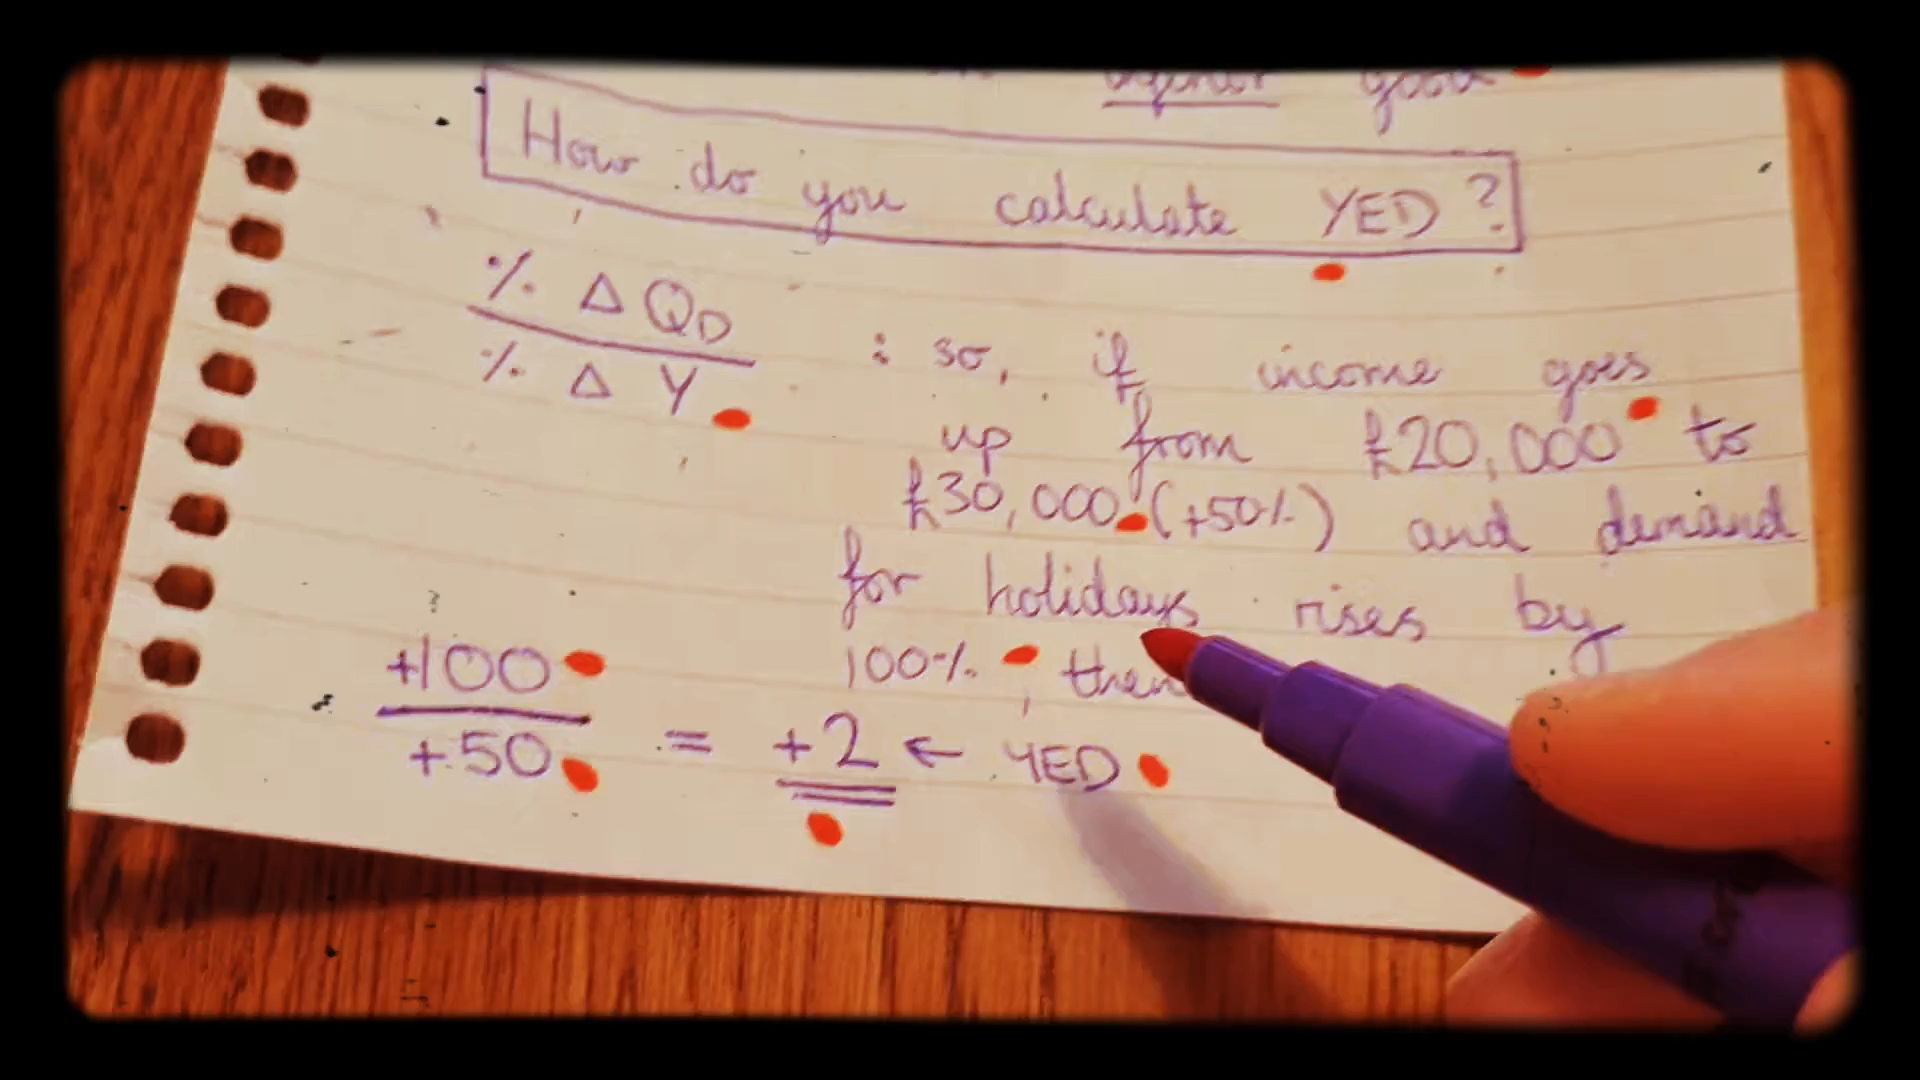 good
How do you calculate YED?
% Δ QD
% Δ Y
: so, if income goes
up from £20,000 to
£30,000 (+50%) and demand
for holidays rises by
100%, then
+100
+50
= +2 ← YED